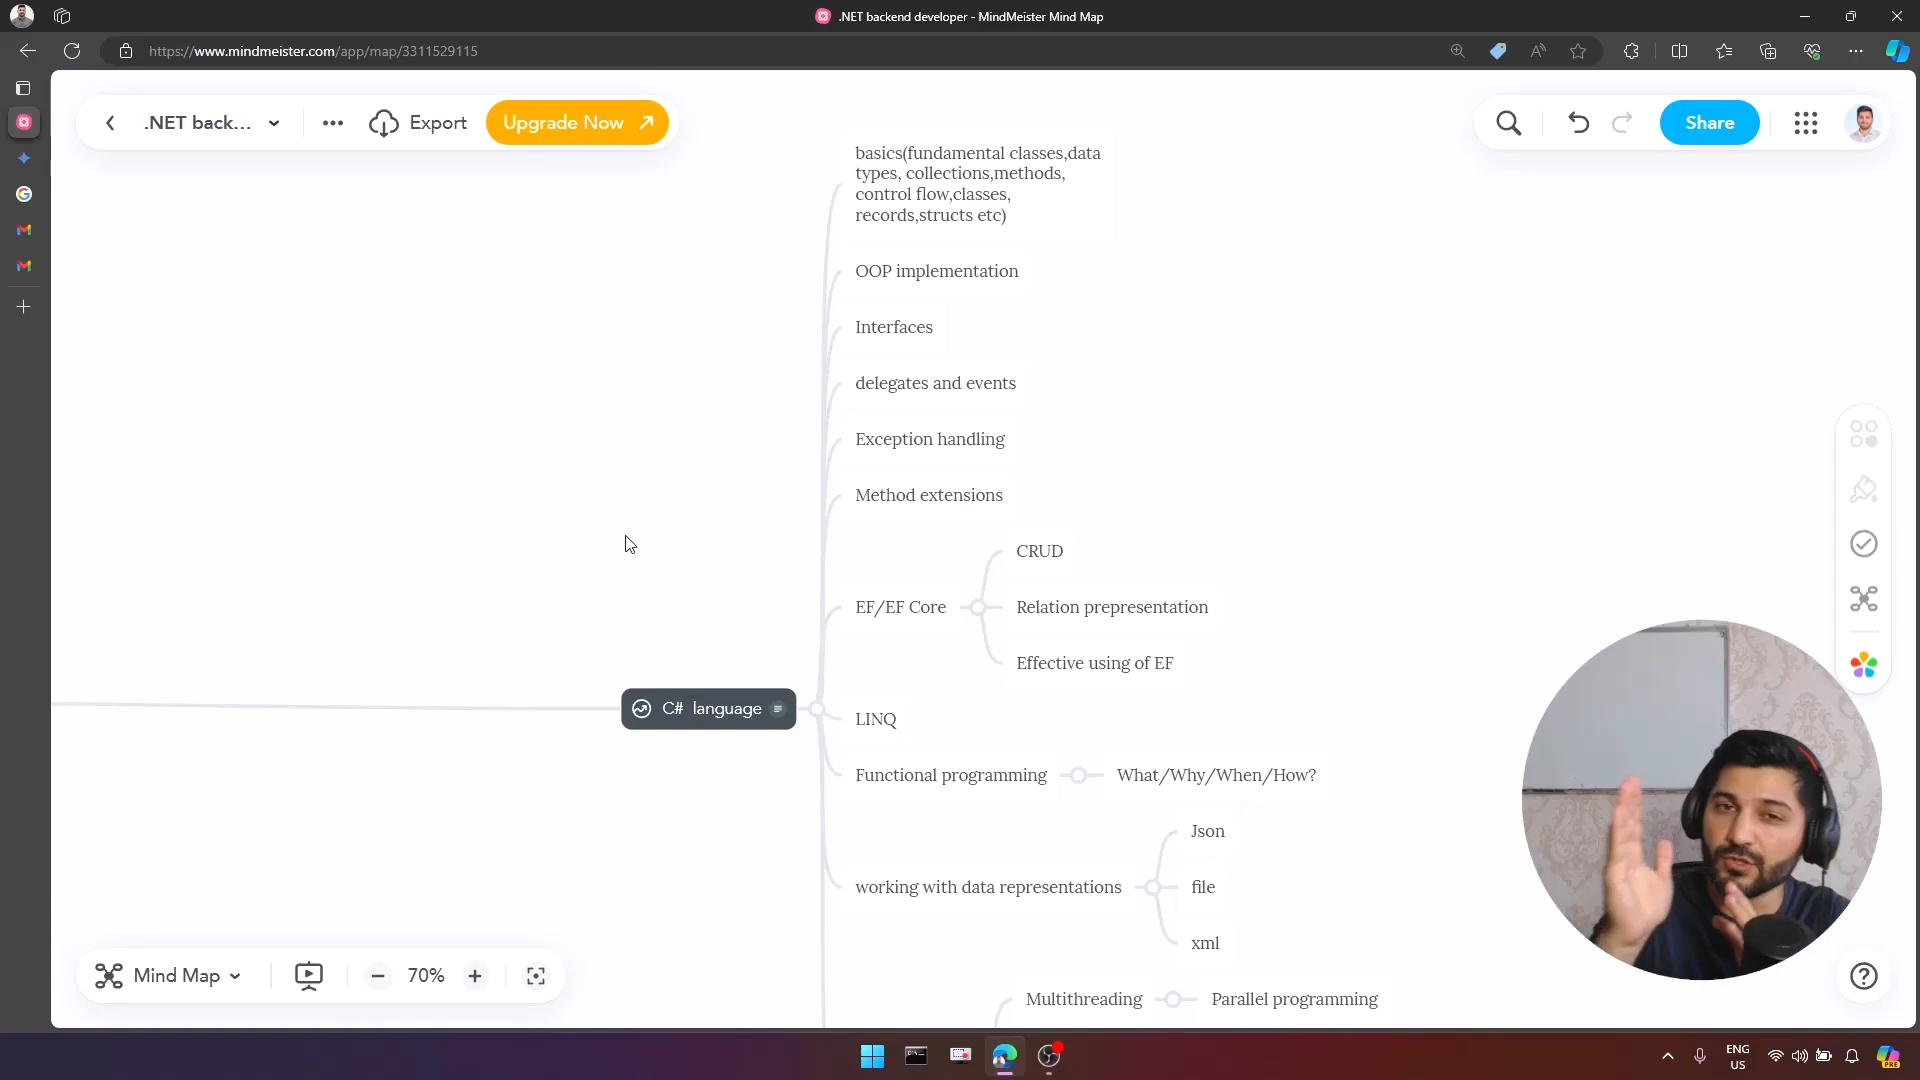 .NET backend developer - MindMeister Mind Map
https://www.mindmeister.com/app/map/3311529115
.NET back...
Export
Upgrade Now
Share
basics(fundamental classes,data
types, collections,methods,
control flow,classes,
records,structs etc)
OOP implementation
Interfaces
delegates and events
Exception handling
Method extensions
CRUD
EF/EF Core
Relation prepresentation
Effective using of EF
C# language
LINQ
Functional programming
What/Why/When/How?
Json
working with data representations
file
xml
Mind Map
70%
Multithreading
Parallel programming
ENG
US
PRE